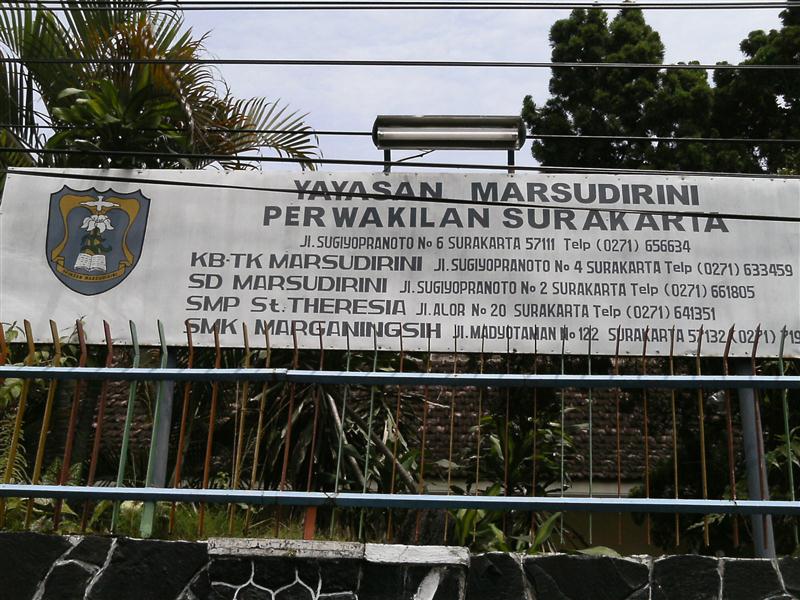 YAYASAN MARSUDIRINI
PERWAKILAN SURAKARTA
Jl. SUGIYOPRANOTO No 6 SURAKARTA 57111 Telp (0271) 656634
KB-TK MARSUDIRINI Jl. SUGIYOPRANOTO No 4 SURAKARTA Telp (0271) 633459
SD MARSUDIRINI Jl. SUGIYOPRANOTO No 2 SURAKARTA Telp (0271) 661805
SMP St. THERESIA Jl. ALOR No 20 SURAKARTA Telp (0271) 641351
SMK MARGANINGSIH Jl. MADYOTAMAN No 122 SURAKARTA 57132 (0271)